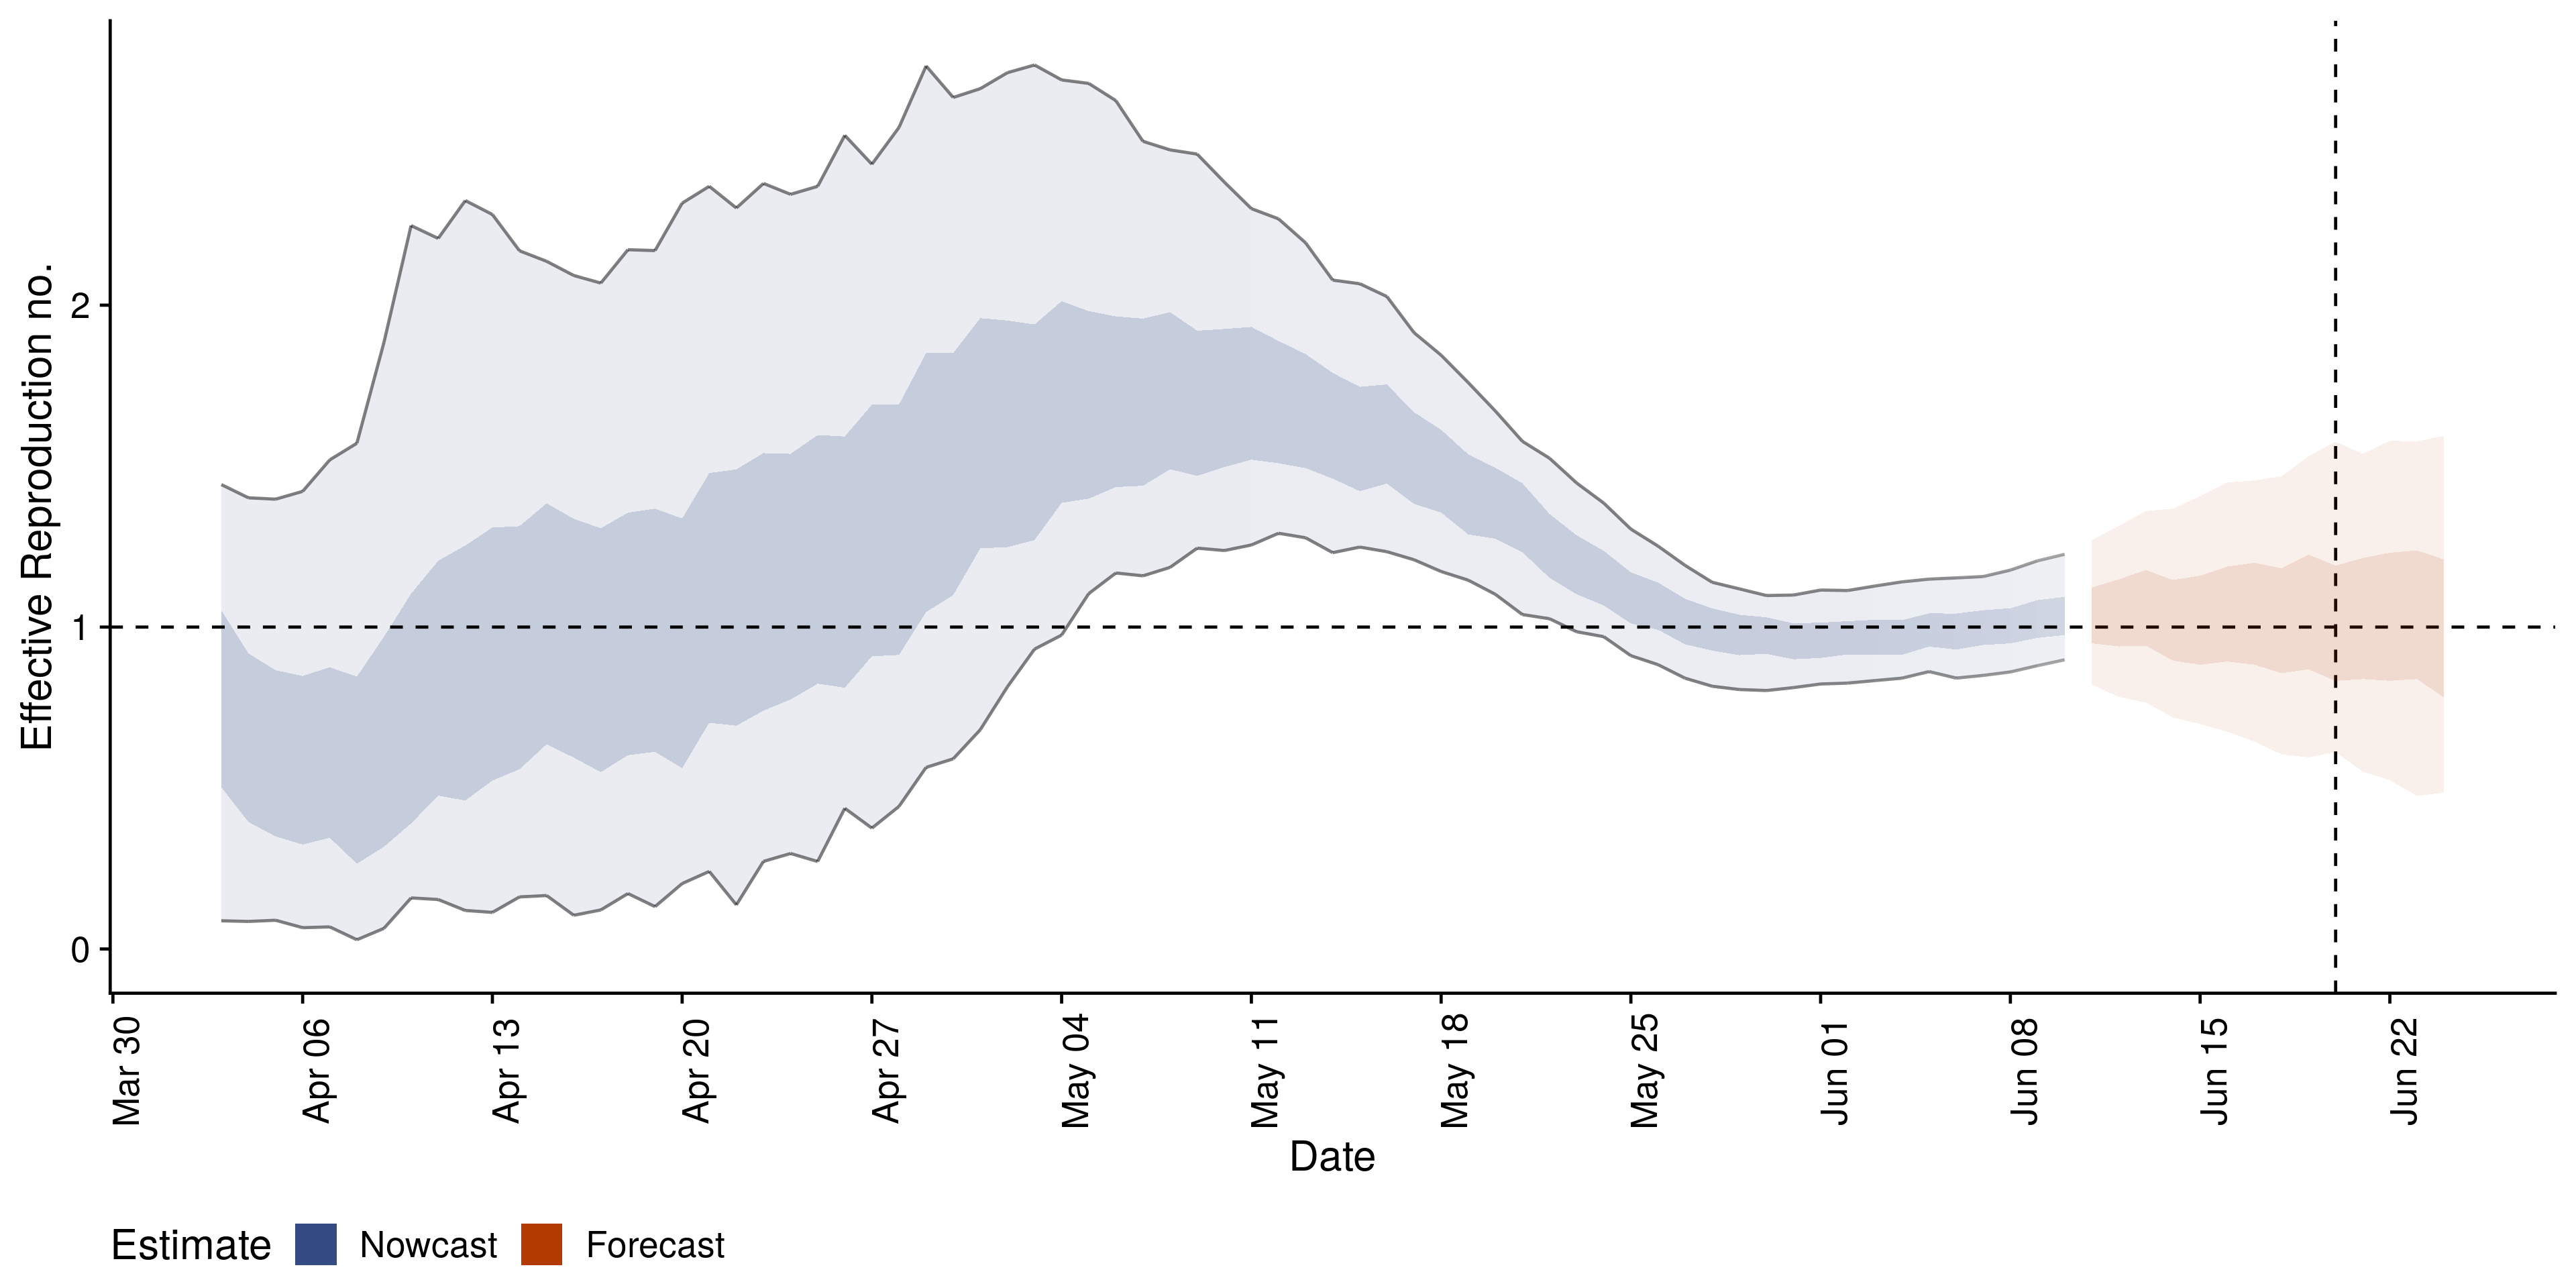 Effective Reproduction no.
2
1
0
Mar 30
Apr 06
Apr 13
Apr 20
Apr 27
May 04
May 11
May 18
May 25
Jun 01
Jun 08
Jun 15
Jun 22
Date
Estimate Nowcast Forecast